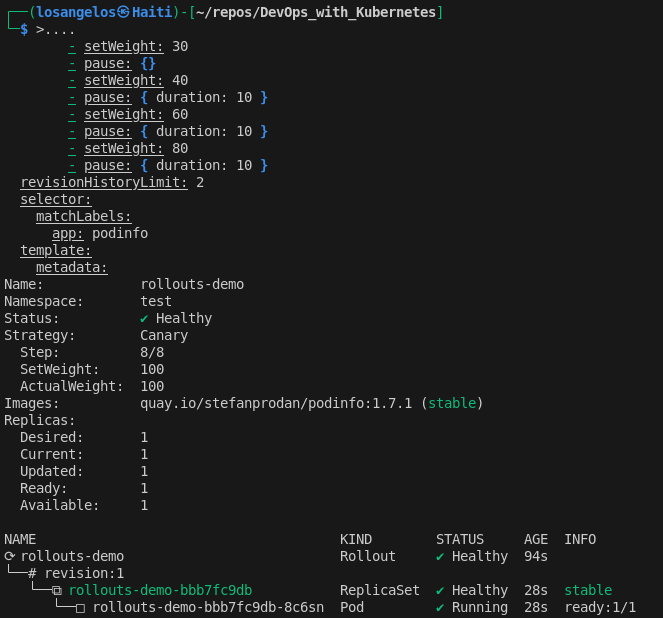 ┌──(losangelos㉿Haiti)-[~/repos/DevOps_with_Kubernetes]
└─$ >....
        - setWeight: 30
        - pause: {}
        - setWeight: 40
        - pause: { duration: 10 }
        - setWeight: 60
        - pause: { duration: 10 }
        - setWeight: 80
        - pause: { duration: 10 }
  revisionHistoryLimit: 2
  selector:
    matchLabels:
      app: podinfo
  template:
    metadata:
Name:            rollouts-demo
Namespace:       test
Status:          ✔ Healthy
Strategy:        Canary
  Step:          8/8
  SetWeight:     100
  ActualWeight:  100
Images:          quay.io/stefanprodan/podinfo:1.7.1 (stable)
Replicas:
  Desired:       1
  Current:       1
  Updated:       1
  Ready:         1
  Available:     1

NAME                                      KIND        STATUS     AGE  INFO
⟳ rollouts-demo                           Rollout     ✔ Healthy  94s
└──# revision:1
   └──⧉ rollouts-demo-bbb7fc9db           ReplicaSet  ✔ Healthy  28s  stable
      └──□ rollouts-demo-bbb7fc9db-8c6sn  Pod         ✔ Running  28s  ready:1/1